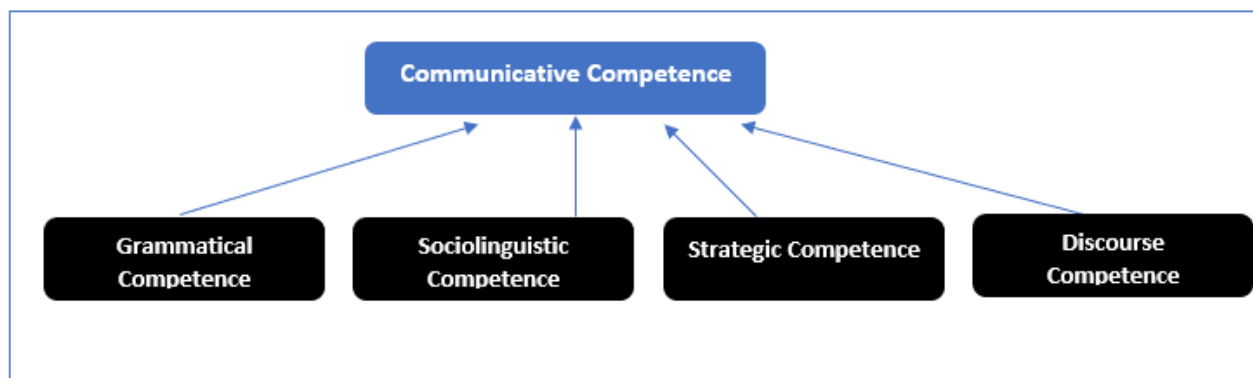 Communicative Competence
Grammatical
Competence
Sociolinguistic
Competence
Strategic Competence
Discourse
Competence